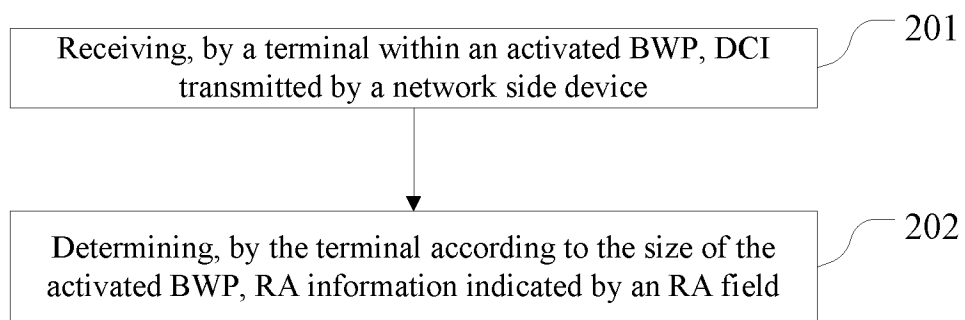 Receiving, by a terminal within an activated BWP, DCI
transmitted by a network side device
201
Determining, by the terminal according to the size of the
activated BWP, RA information indicated by an RA field
202